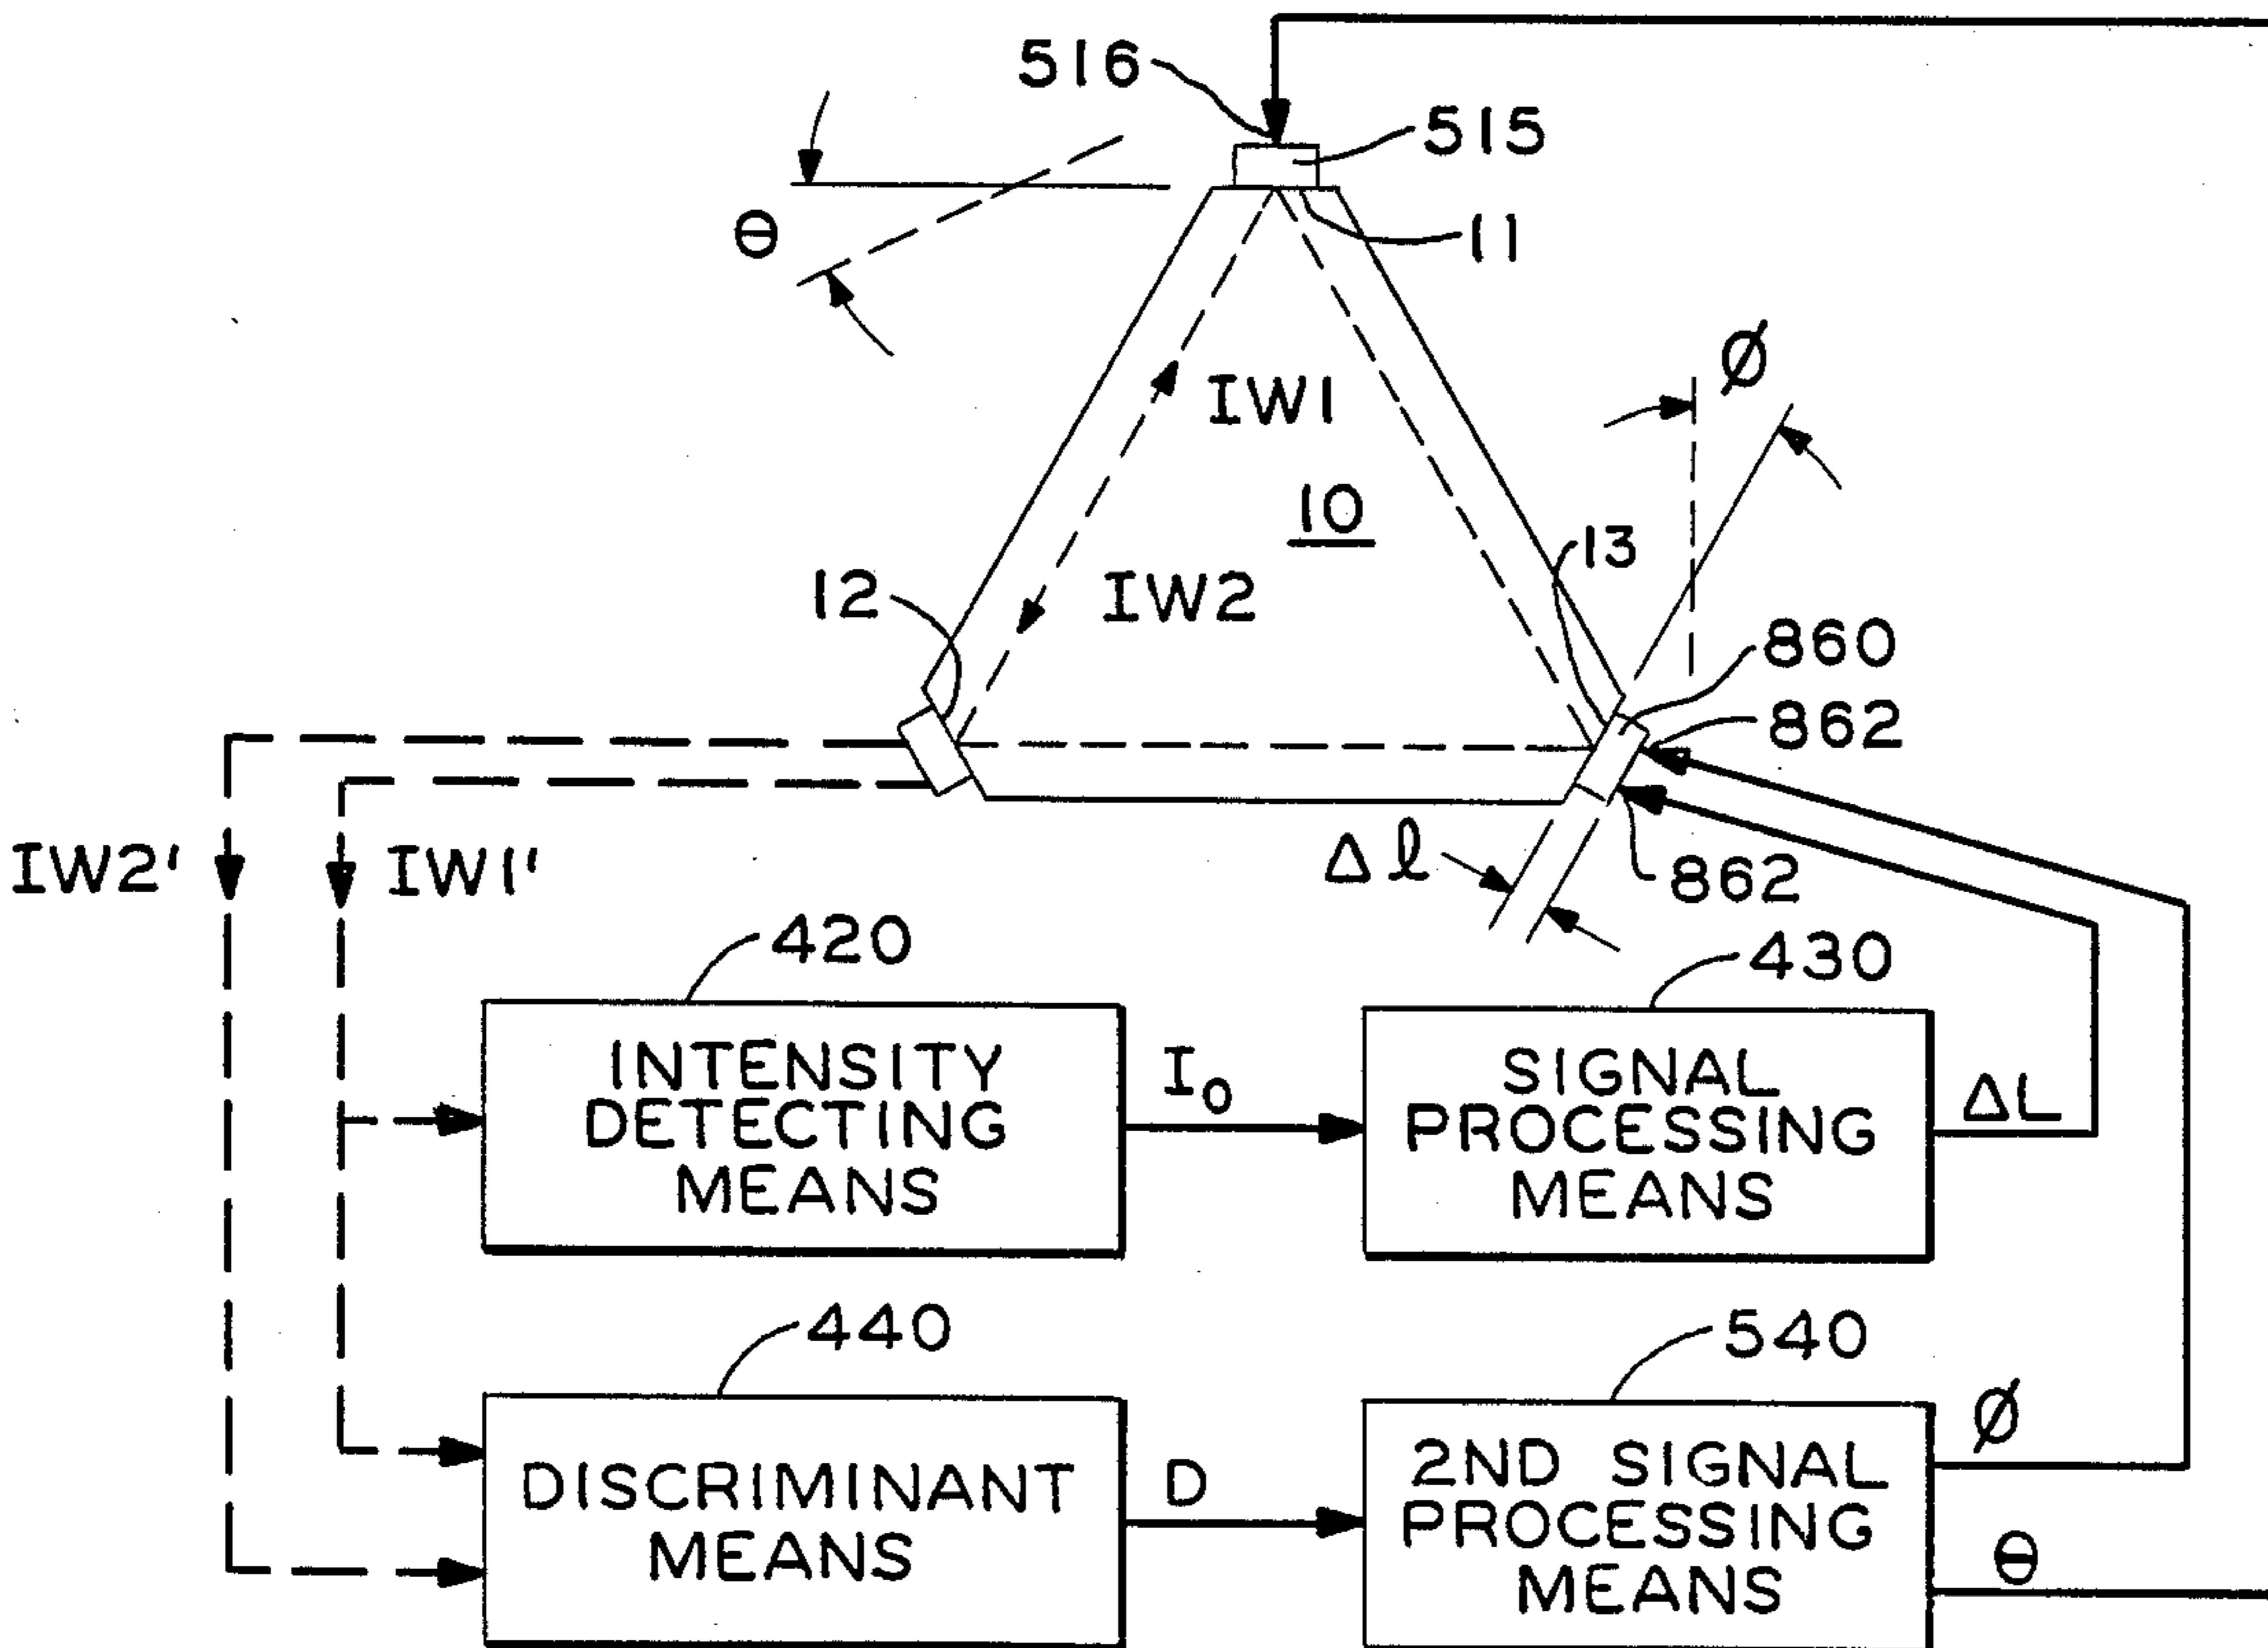 516
515
θ
11
Ø
IW1
10
13
12
IW2
860
862
IW2'
IW1'
Δℓ
862
420
430
INTENSITY
DETECTING
MEANS
I₀
SIGNAL
PROCESSING
MEANS
ΔL
440
540
DISCRIMINANT
MEANS
D
2ND SIGNAL
PROCESSING
MEANS
Ø
θ